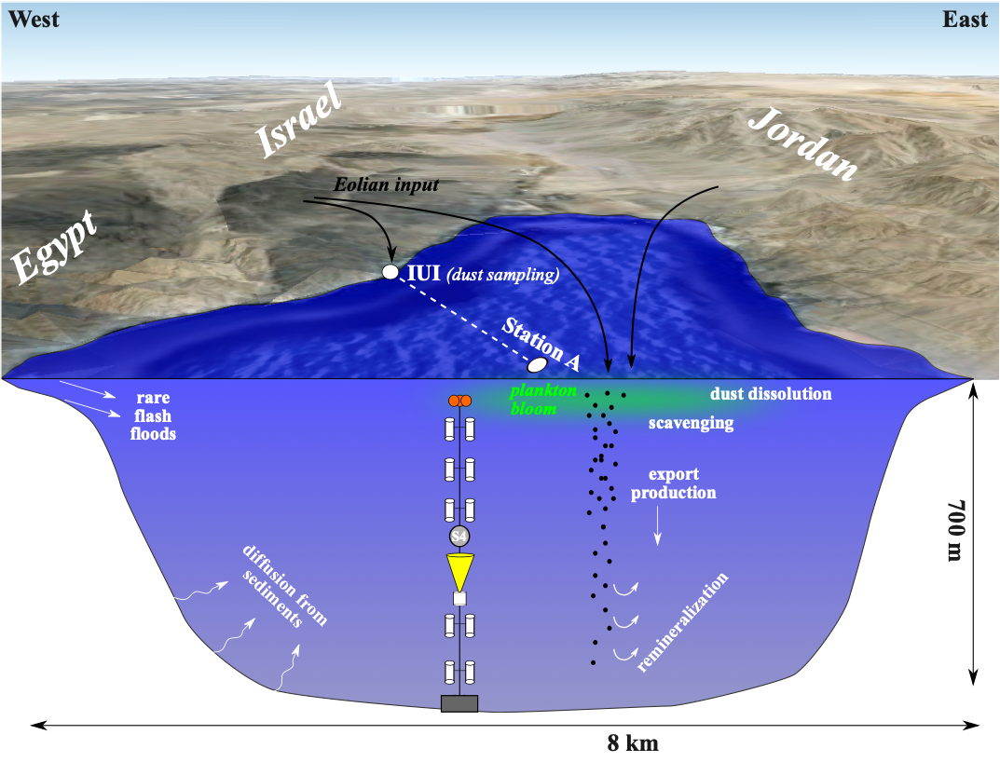 West
East
Israel
Jordan
Eolian input
Egypt
IUI (dust sampling)
Station A
plankton
bloom
dust dissolution
rare
flash
floods
scavenging
export
production
S4
700 m
diffusion from
sediments
remineralization
8 km